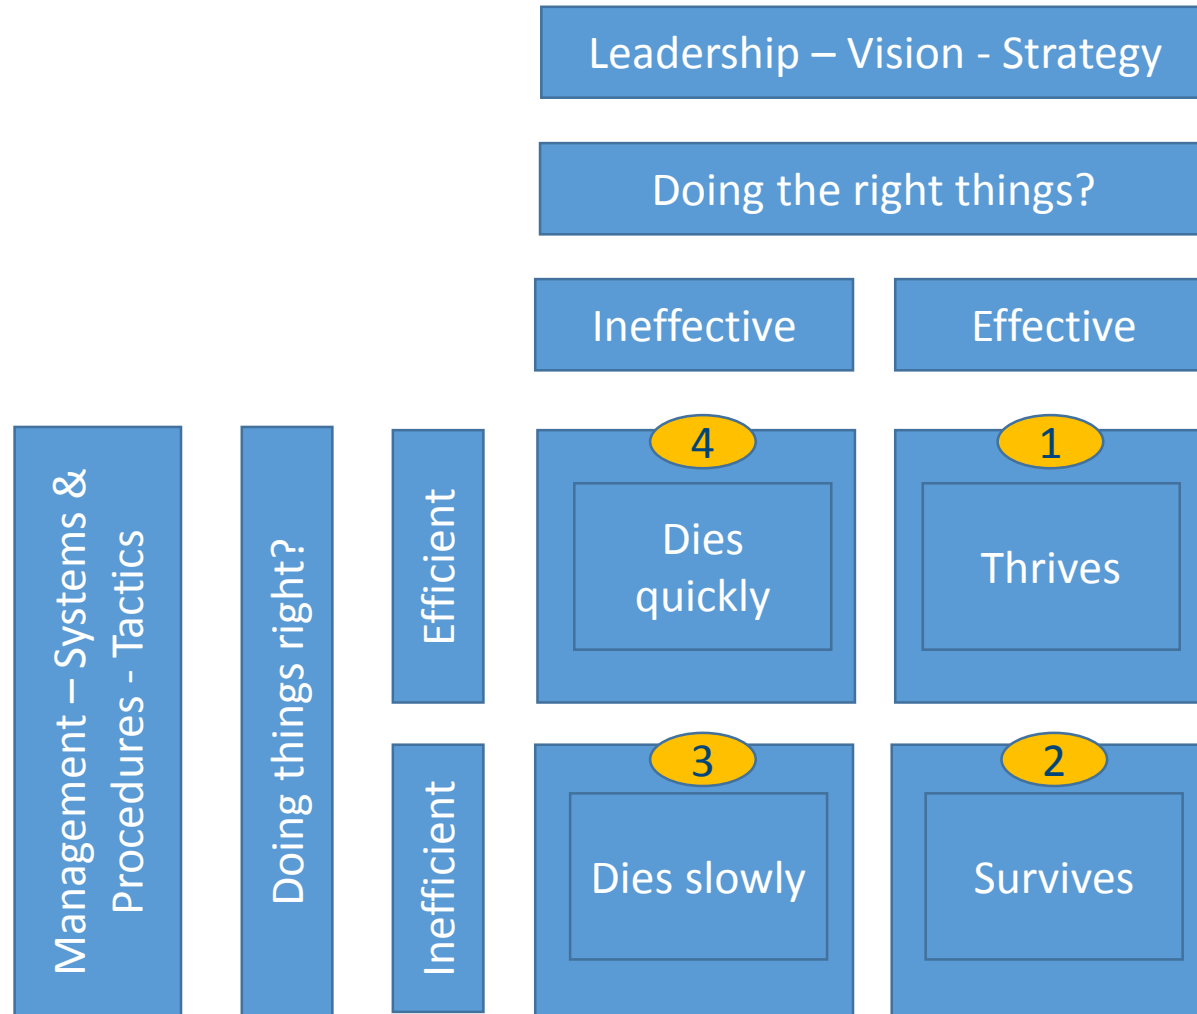 Leadership – Vision - Strategy
Doing the right things?
Ineffective
Effective
Management – Systems &
Procedures - Tactics
Doing things right?
Efficient
4
Dies
quickly
1
Thrives
Inefficient
3
Dies slowly
2
Survives